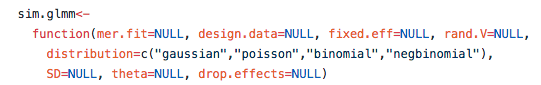 sim.glmm<-
function(mer.fit=NULL, design.data=NULL, fixed.eff=NULL, rand.V=NULL,
distribution=c("gaussian","poisson","binomial","negbinomial"),
SD=NULL, theta=NULL, drop.effects=NULL)